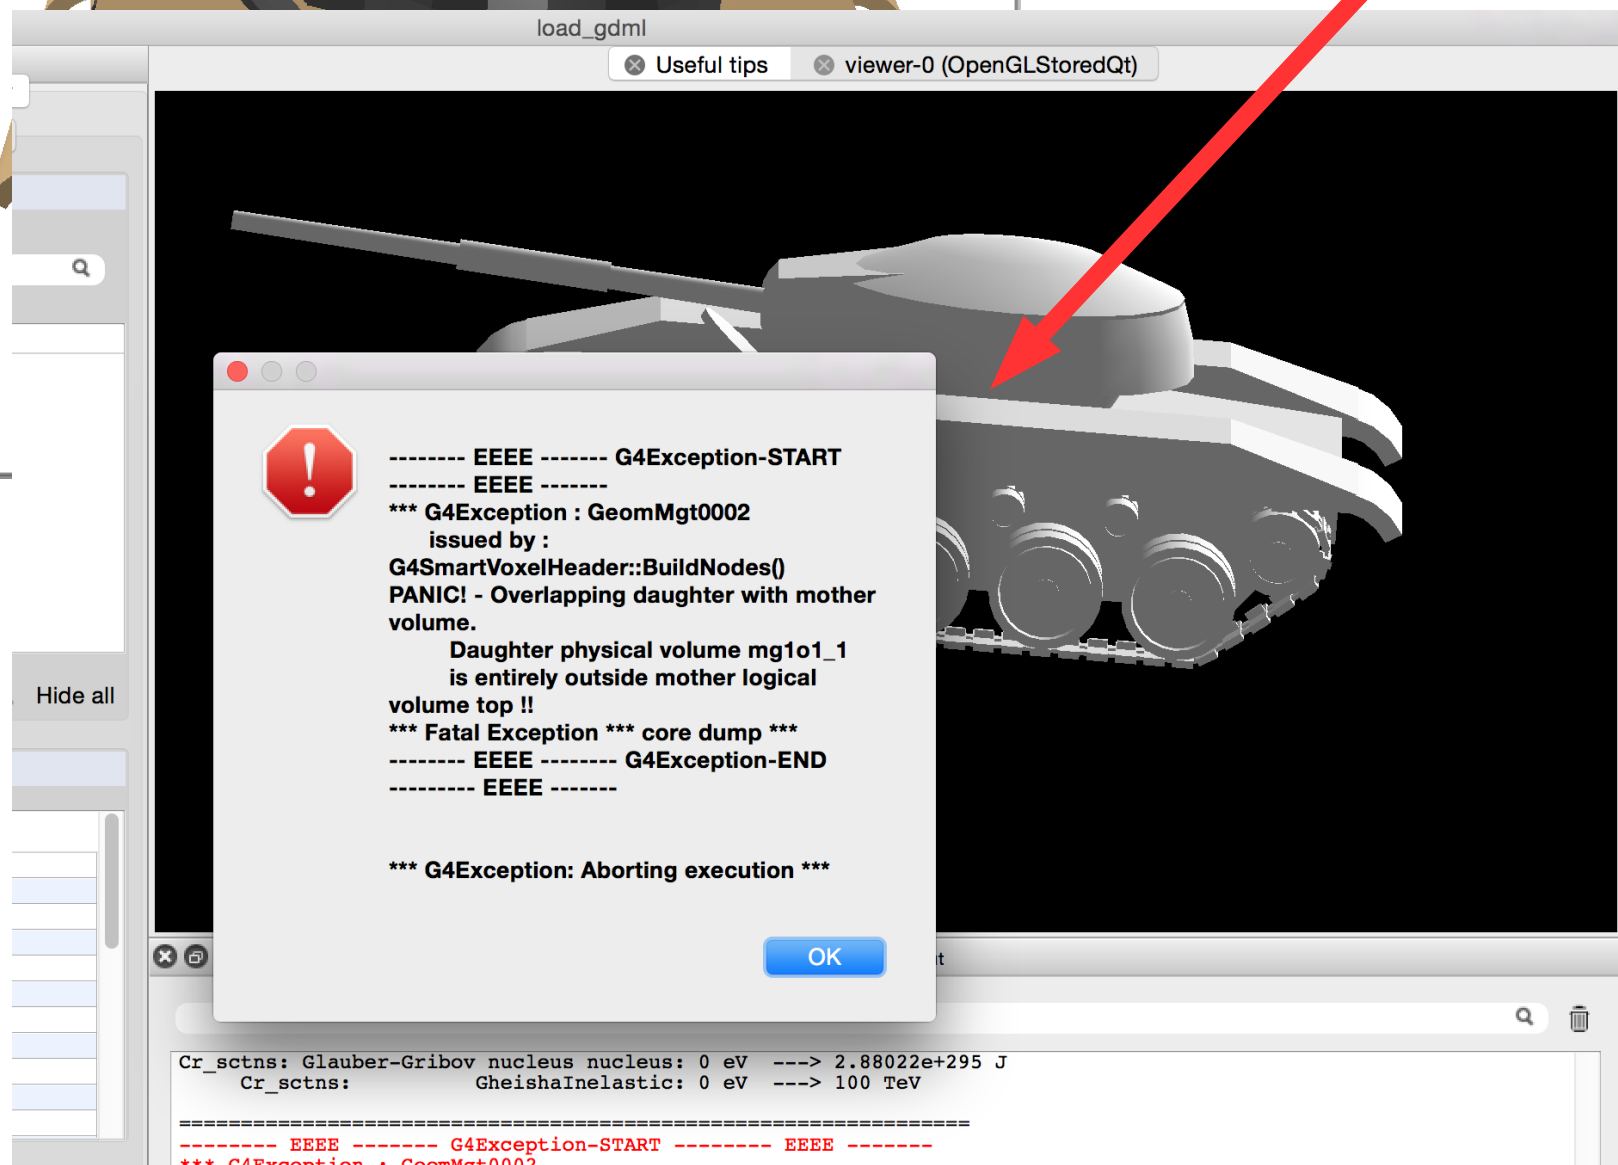 load_gdml
Useful tips
viewer-0 (OpenGLStoredQt)
-------- EEEE ------- G4Exception-START
-------- EEEE -------
*** G4Exception : GeomMgt0002
issued by :
G4SmartVoxelHeader::BuildNodes()
PANIC! - Overlapping daughter with mother
volume.
Daughter physical volume mg1o1_1
is entirely outside mother logical
volume top !!
*** Fatal Exception *** core dump ***
-------- EEEE -------- G4Exception-END
--------- EEEE -------
*** G4Exception: Aborting execution ***
OK
Hide all
Cr_sctns: Glauber-Gribov nucleus nucleus: 0 eV ---> 2.88022e+295 J
Cr_sctns: GheishaInelastic: 0 eV ---> 100 TeV
================================================================
-------- EEEE ------- G4Exception-START -------- EEEE -------
*** G4Exception : GeomMgt0002